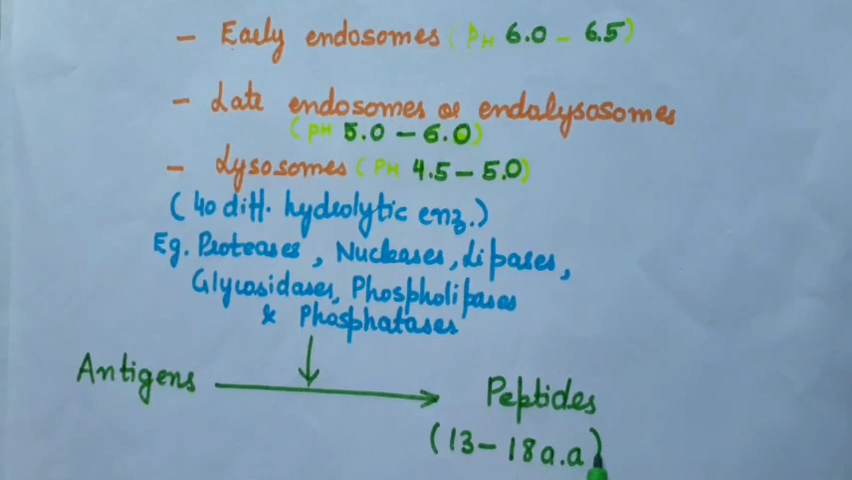 - Early endosomes (pH 6.0 - 6.5)
- Late endosomes or endalysosomes
(pH 5.0 - 6.0)
- Lysosomes (PH 4.5 - 5.0)
(40 diff. hydrolytic enz.)
Eg. Proteases, Nucleases, Lipases,
Glycosidases, Phospholipases
& Phosphatases
Antigens → Peptides
(13 - 18 a.a)